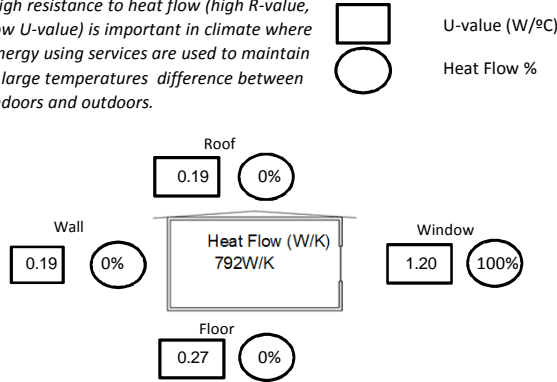 high resistance to heat flow (high R-value,
low U-value) is important in climate where
energy using services are used to maintain
large temperatures difference between
indoors and outdoors.
U-value (W/ºC)
Heat Flow %
Roof
0.19 0%
Wall
0.19 0%
Heat Flow (W/K)
792W/K
Window
1.20 100%
Floor
0.27 0%